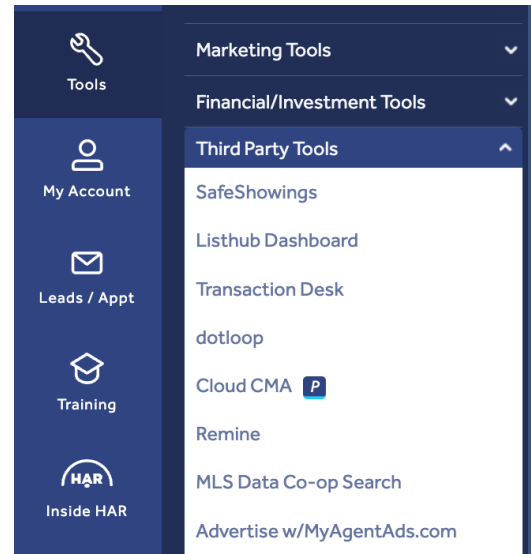 Tools
My Account
Leads / Appt
Training
HAR
Inside HAR
Marketing Tools
Financial/Investment Tools
Third Party Tools
SafeShowings
Listhub Dashboard
Transaction Desk
dotloop
Cloud CMA P
Remine
MLS Data Co-op Search
Advertise w/MyAgentAds.com